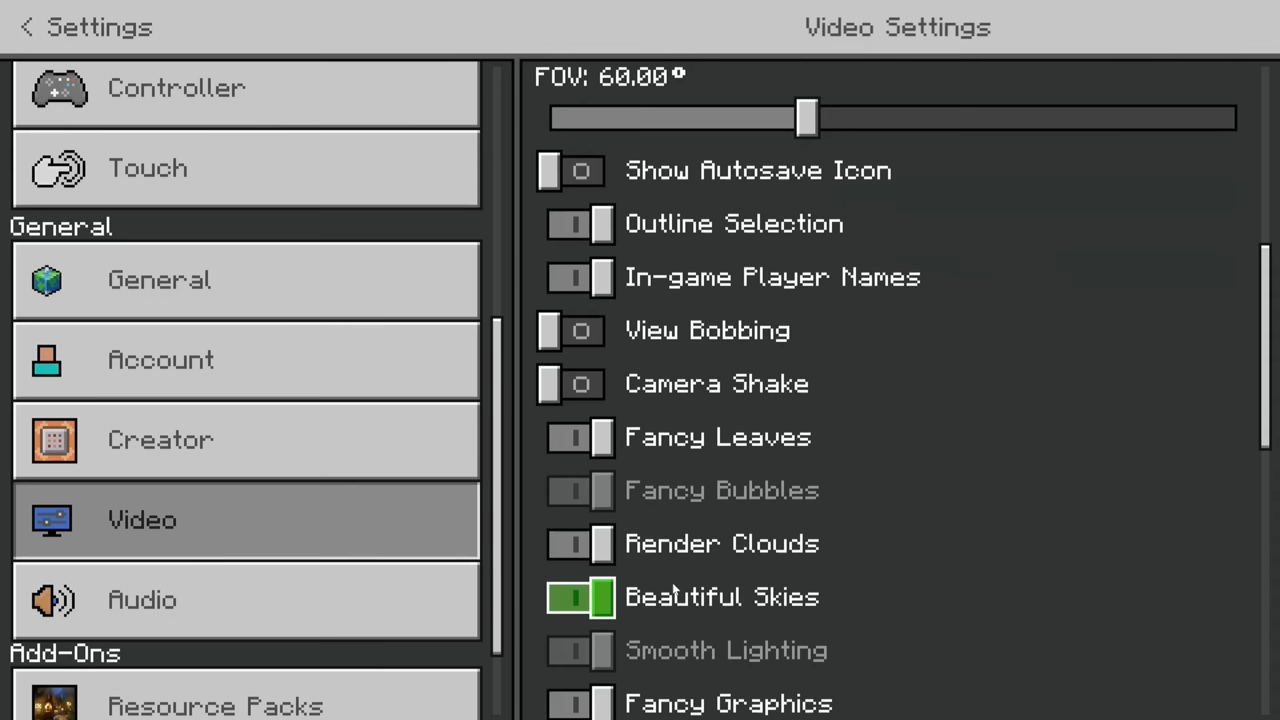 Settings
Video Settings
Controller
Touch
General
General
Account
Creator
Video
Audio
Add-Ons
Resource Packs
FOV: 60.00°
Show Autosave Icon
Outline Selection
In-game Player Names
View Bobbing
Camera Shake
Fancy Leaves
Fancy Bubbles
Render Clouds
Beautiful Skies
Smooth Lighting
Fancy Graphics